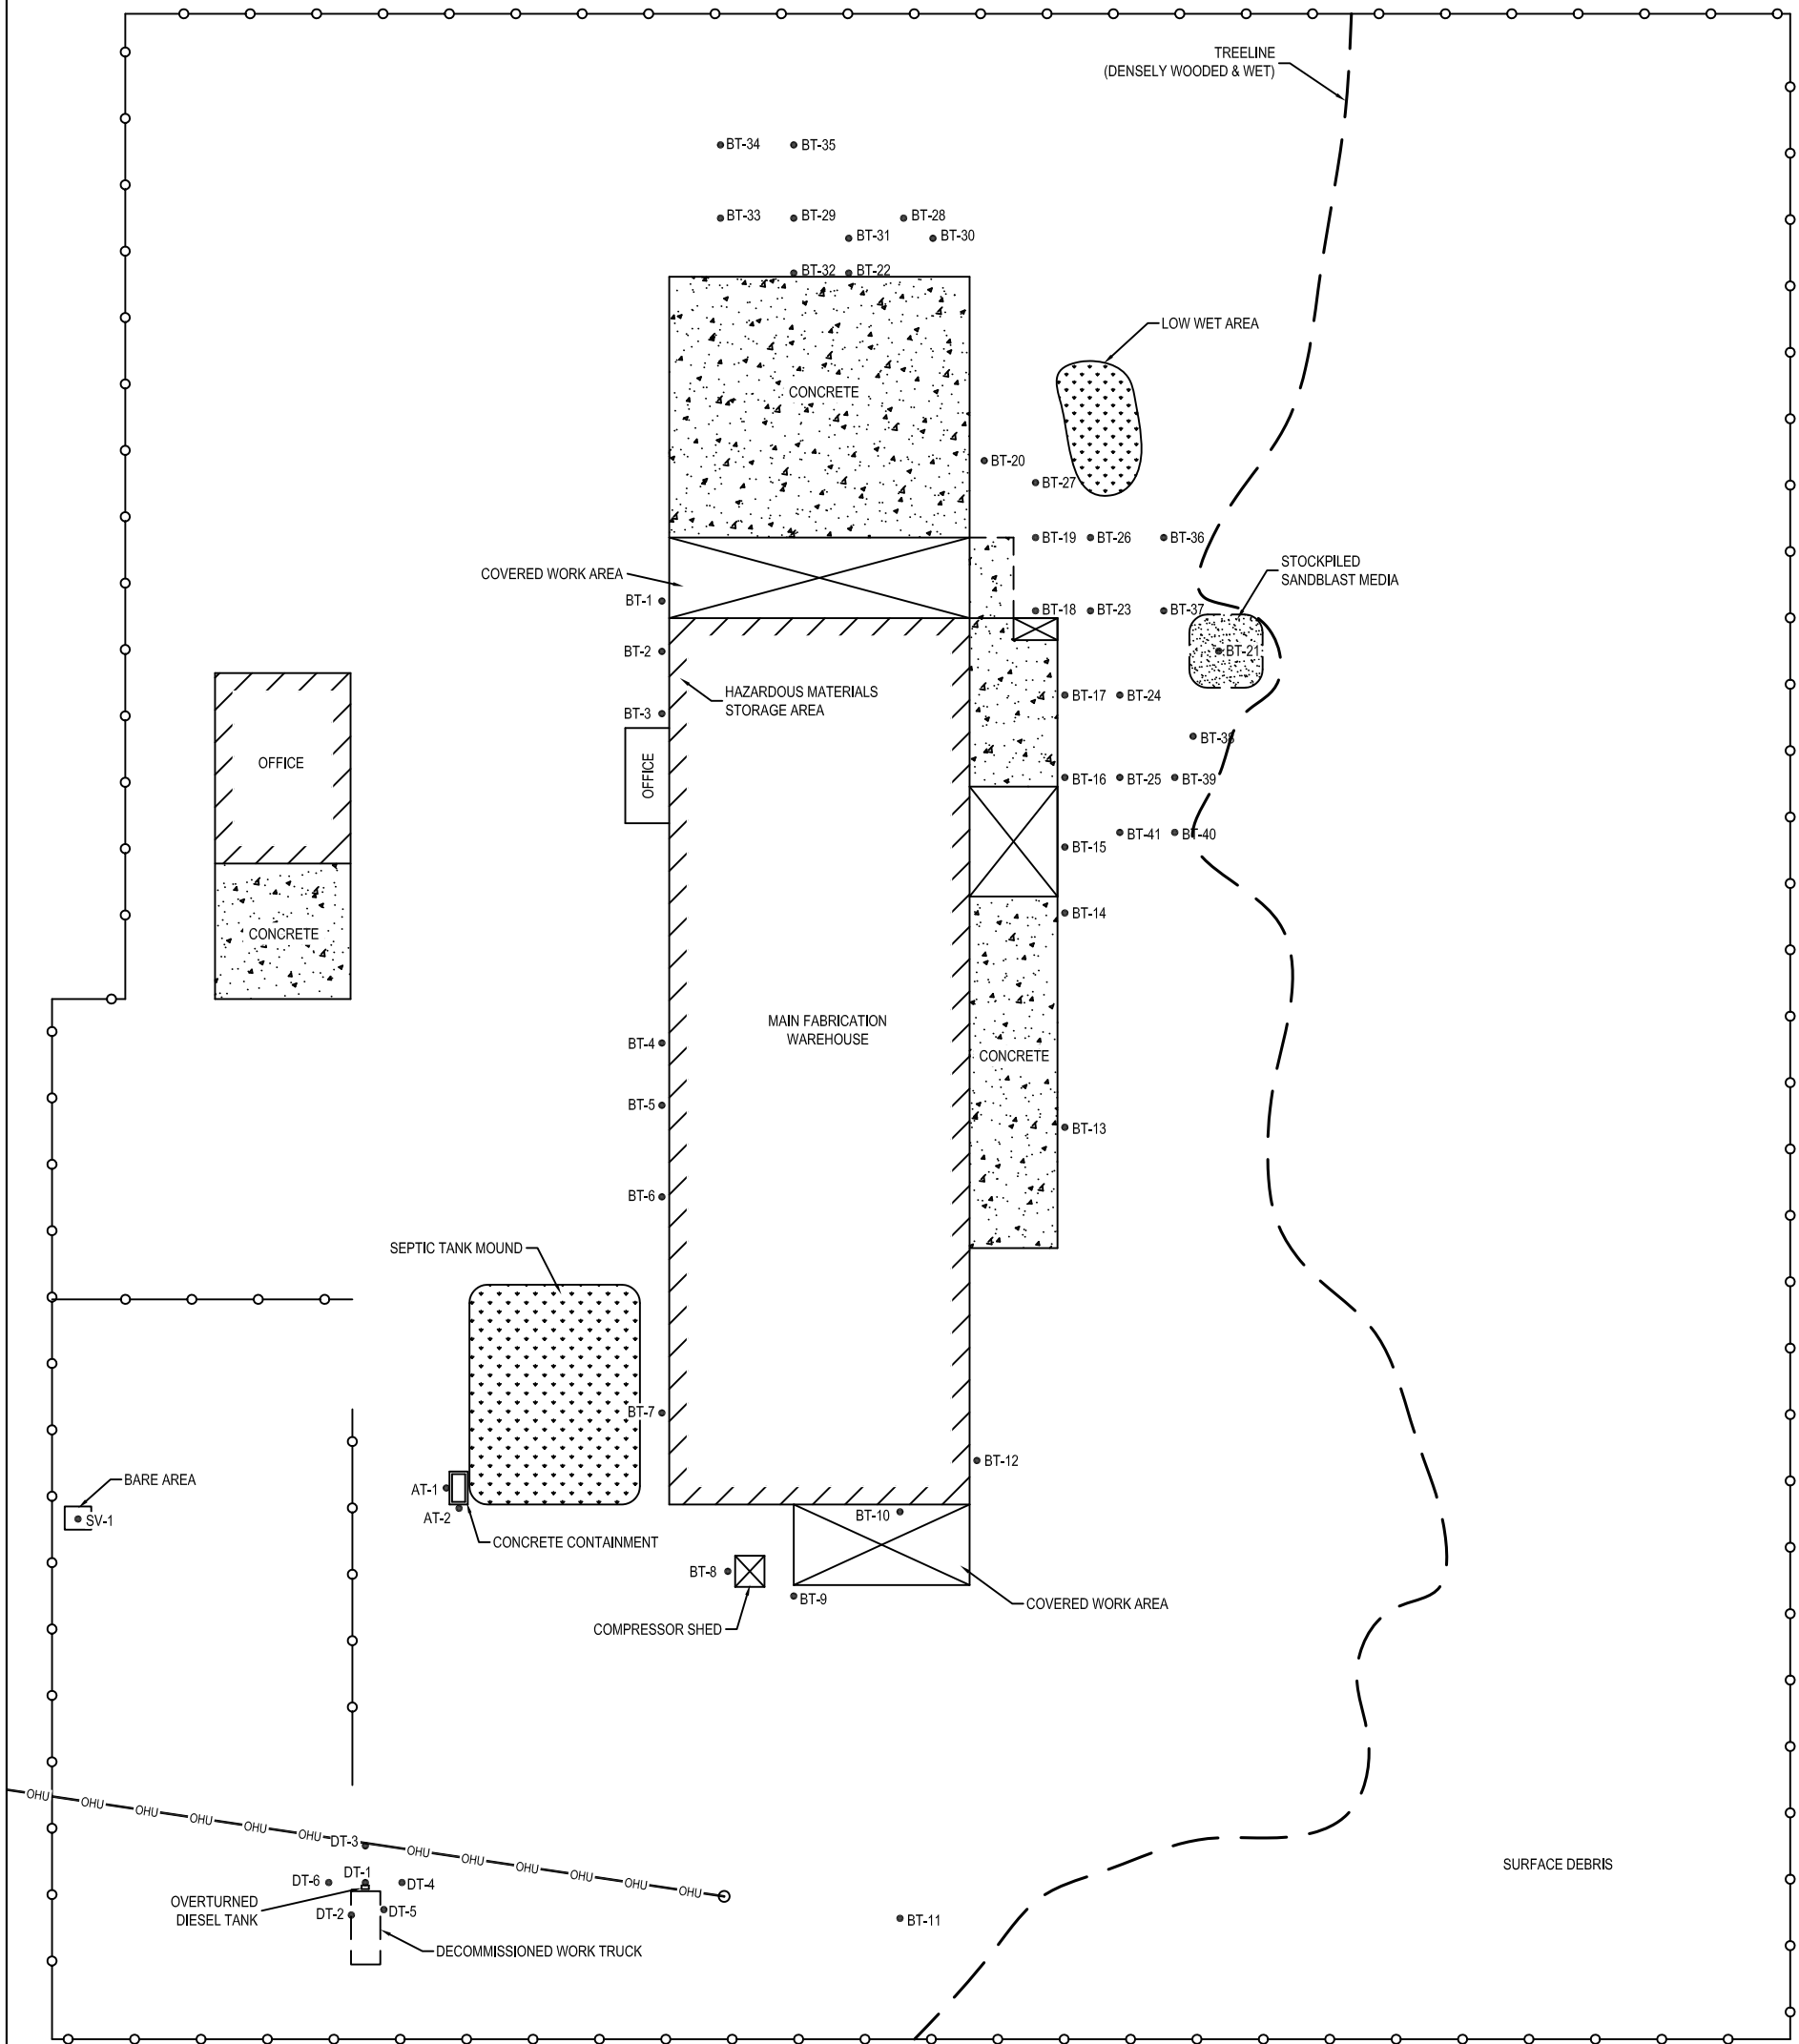 TREELINE
(DENSELY WOODED & WET)
BT-34
BT-35
BT-33
BT-29
BT-28
BT-31
BT-30
BT-32
BT-22
LOW WET AREA
CONCRETE
BT-20
BT-27
BT-19
BT-26
BT-36
STOCKPILED
SANDBLAST MEDIA
COVERED WORK AREA
BT-1
BT-18
BT-23
BT-37
BT-2
BT-21
HAZARDOUS MATERIALS
STORAGE AREA
BT-17
BT-24
BT-3
BT-38
OFFICE
OFFICE
BT-16
BT-25
BT-39
BT-41
BT-40
BT-15
BT-14
CONCRETE
MAIN FABRICATION
WAREHOUSE
BT-4
CONCRETE
BT-5
BT-13
BT-6
SEPTIC TANK MOUND
BT-7
BT-12
BARE AREA
AT-1
SV-1
AT-2
BT-10
CONCRETE CONTAINMENT
BT-8
BT-9
COVERED WORK AREA
COMPRESSOR SHED
OHU OHU OHU OHU OHU OHU OHU OHU OHU OHU OHU OHU OHU
DT-3
SURFACE DEBRIS
DT-6
DT-1
DT-4
OVERTURNED
DIESEL TANK
DT-2
DT-5
BT-11
DECOMMISSIONED WORK TRUCK